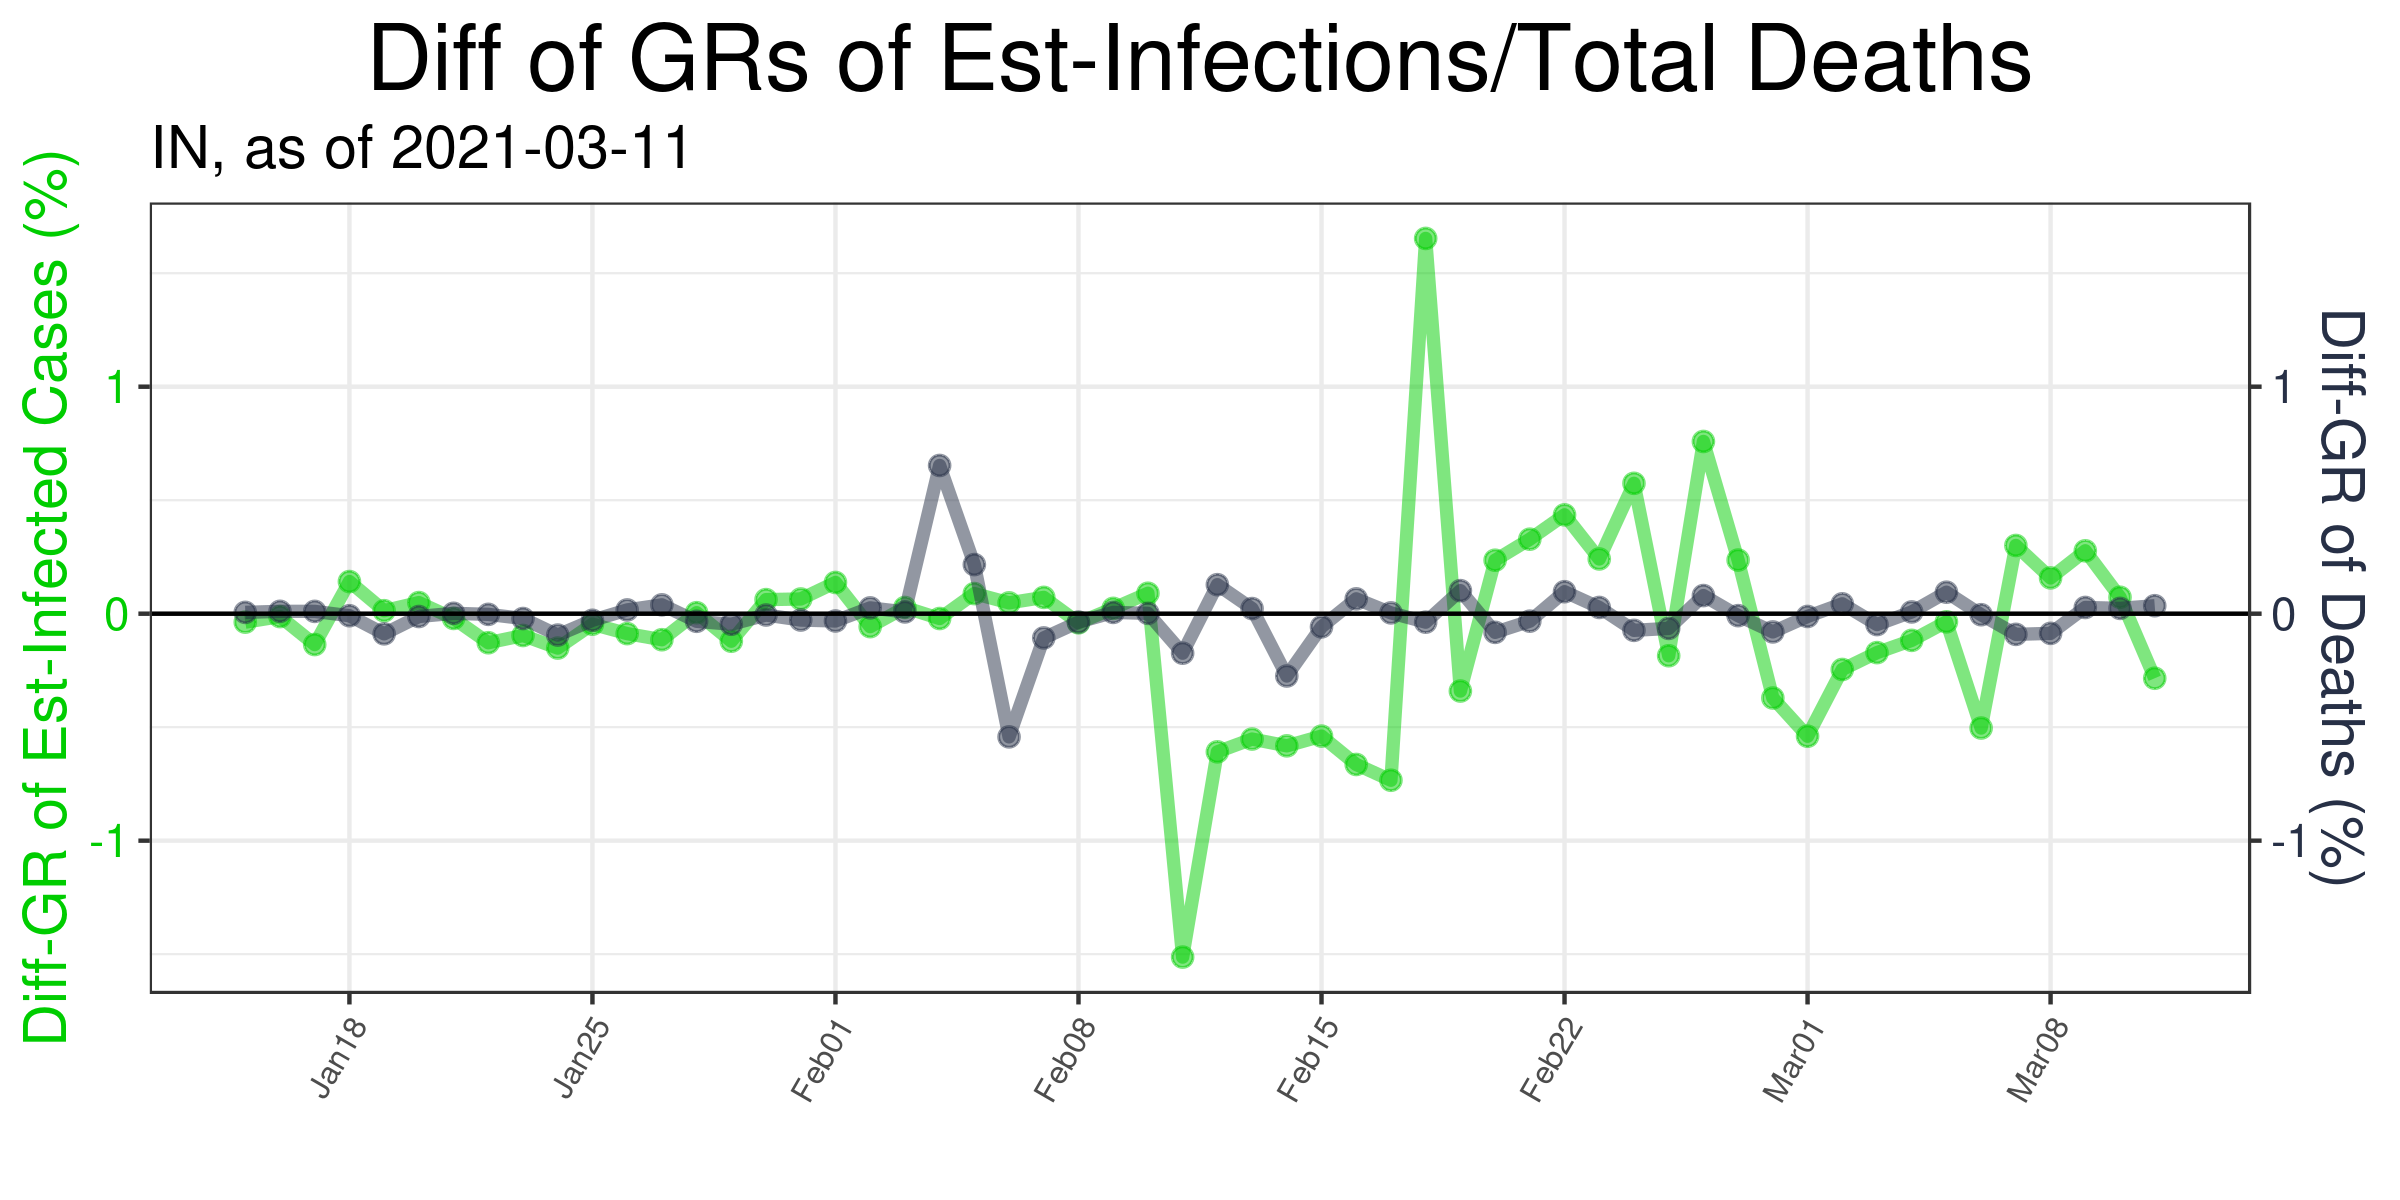 Diff of GRs of Est-Infections/Total Deaths
IN, as of 2021-03-11
Diff-GR of Est-Infected Cases (%)
1
0
-1
1
0
-1
Diff-GR of Deaths (%)
Jan18
Jan25
Feb01
Feb08
Feb15
Feb22
Mar01
Mar08